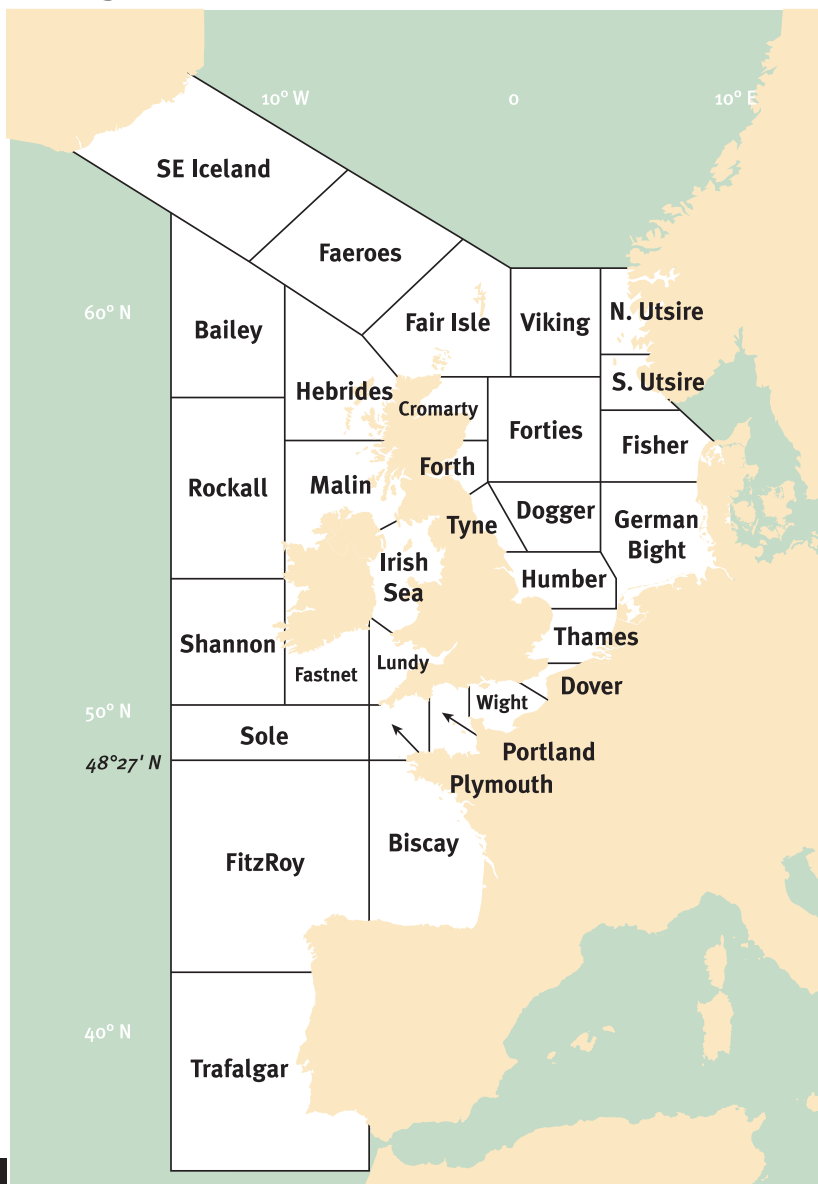 10° W
0
10° E
SE Iceland
Faeroes
60° N
Bailey
Fair Isle
Viking
N. Utsire
Hebrides
S. Utsire
Cromarty
Forties
Fisher
Forth
Rockall
Malin
Dogger
Tyne
German
Bight
Irish
Sea
Humber
Shannon
Thames
Fastnet
Lundy
Dover
Wight
50° N
Sole
Portland
48°27' N
Plymouth
Biscay
FitzRoy
40° N
Trafalgar